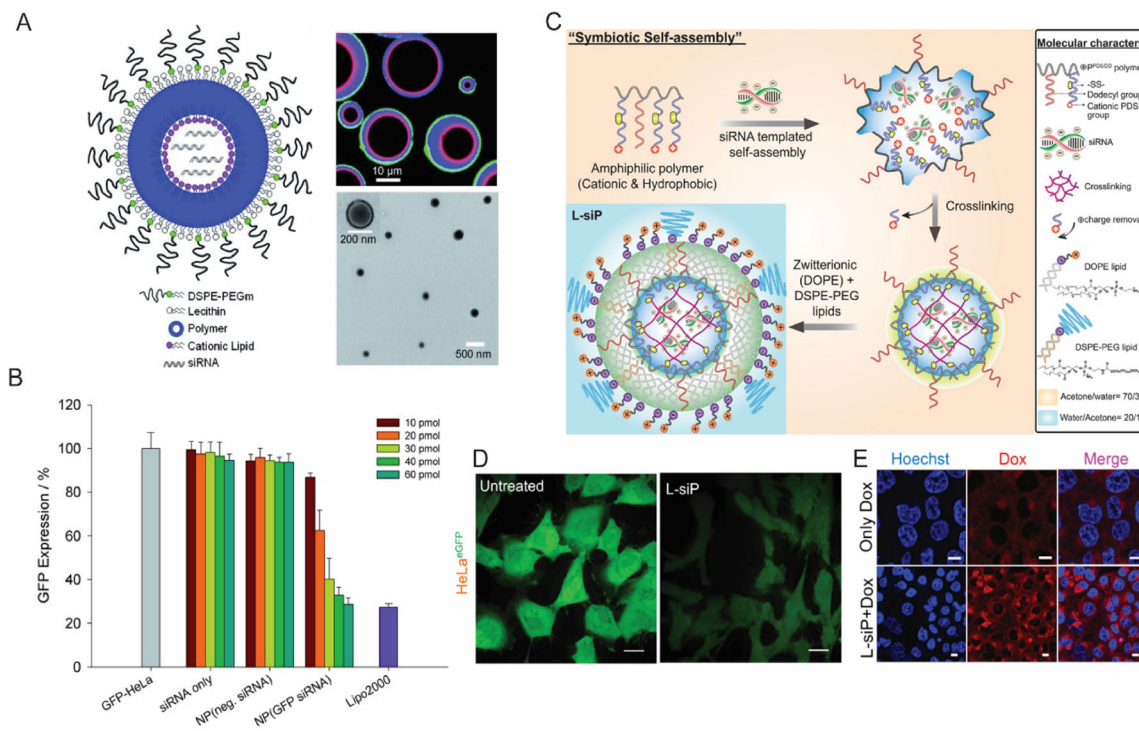 A
10 μm
200 nm
500 nm
DSPE-PEGm
Lecithin
Polymer
Cationic Lipid
siRNA
B
GFP Expression / %
120
100
80
60
40
20
0
10 pmol
20 pmol
30 pmol
40 pmol
60 pmol
GFP-HeLa
siRNA only
NP(neg. siRNA)
NP(GFP siRNA)
Lipo2000
C
"Symbiotic Self-assembly"
Amphiphilic polymer
(Cationic & Hydrophobic)
siRNA templated
self-assembly
Crosslinking
Zwitterionic
(DOPE) +
DSPE-PEG
lipids
L-siP
Molecular character
polyme
-SS-
Dodecyl group
Cationic PDS
group
siRNA
Crosslinking
charge remova
DOPE lipid
DSPE-PEG lipid
Acetone/water= 70/3
Water/Acetone= 20/1
D
HeLa eGFP
Untreated
L-siP
E
Hoechst
Dox
Merge
Only Dox
L-siP+Dox